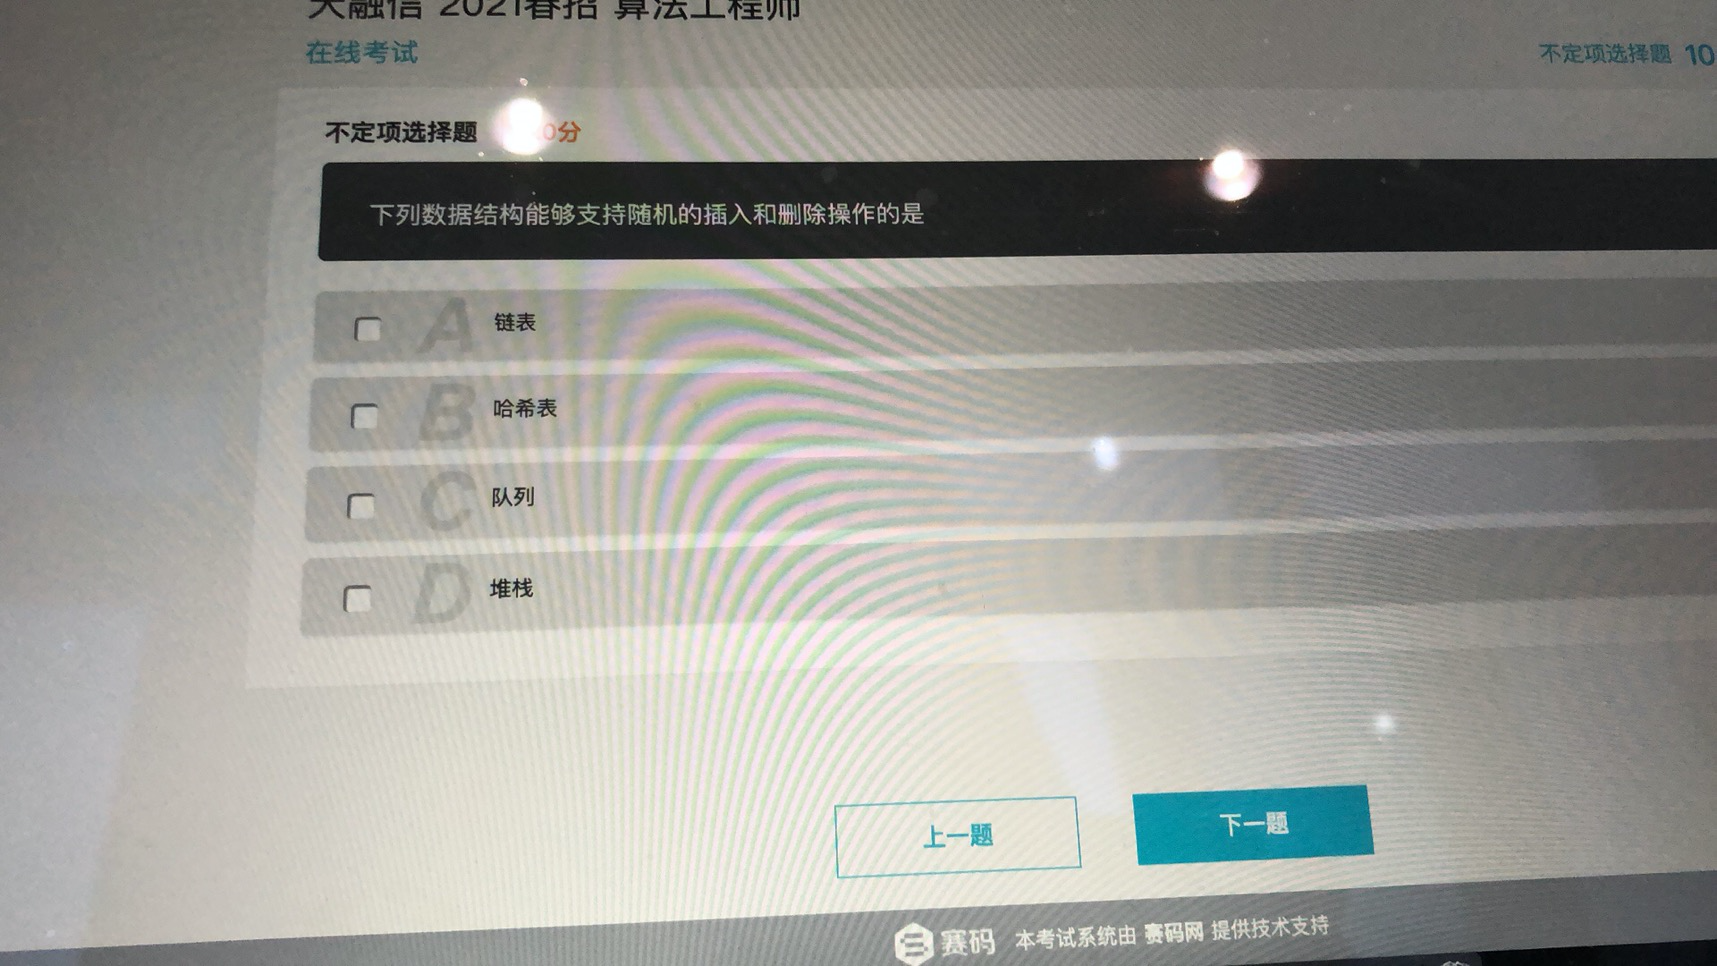 天融信 2021春招 算法工程师
在线考试
不定项选择题 10
不定项选择题 0分
下列数据结构能够支持随机的插入和删除操作的是
A 链表
B 哈希表
C 队列
D 堆栈
上一题
下一题
赛码 本考试系统由 赛码网 提供技术支持